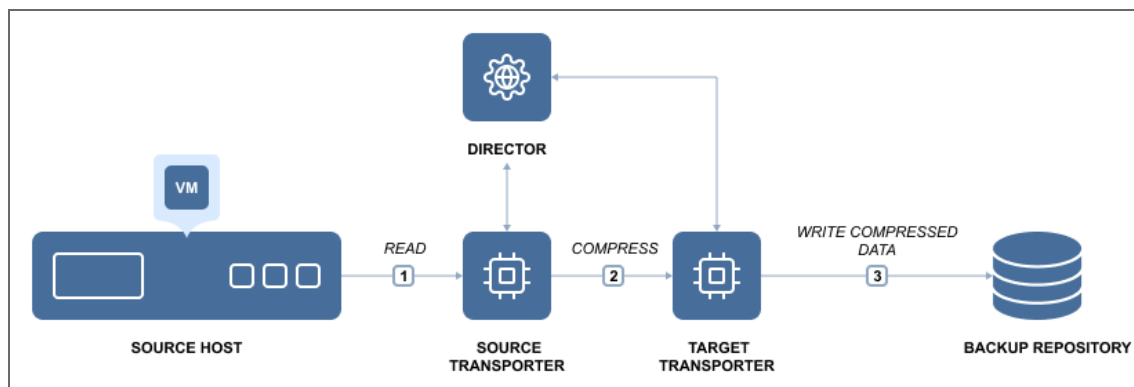 DIRECTOR
VM
READ
1
COMPRESS
2
WRITE COMPRESSED
DATA
3
SOURCE HOST
SOURCE
TRANSPORTER
TARGET
TRANSPORTER
BACKUP REPOSITORY